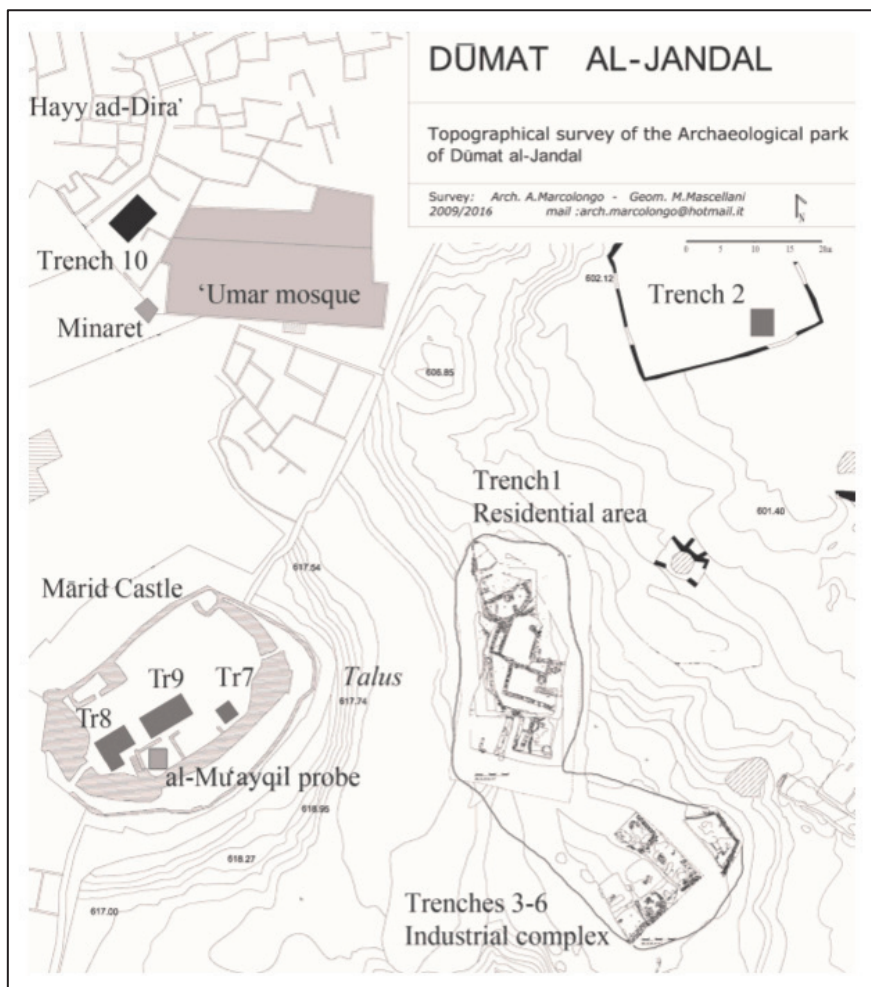 DŪMAT AL-JANDAL
Topographical survey of the Archaeological park
of Dūmat al-Jandal
Survey: Arch. A.Marcolongo - Geom. M.Mascellani
2009/2016 mail :arch.marcolongo@hotmail.it
N
0 5 10 15 20m
Hayy ad-Dira'
Trench 10
'Umar mosque
Minaret
602.12
Trench 2
606.85
Trench1
Residential area
601.40
617.54
Mārid Castle
Talus
Tr9
Tr7
617.74
Tr8
al-Mu'ayqil probe
618.95
618.27
617.00
Trenches 3-6
Industrial complex